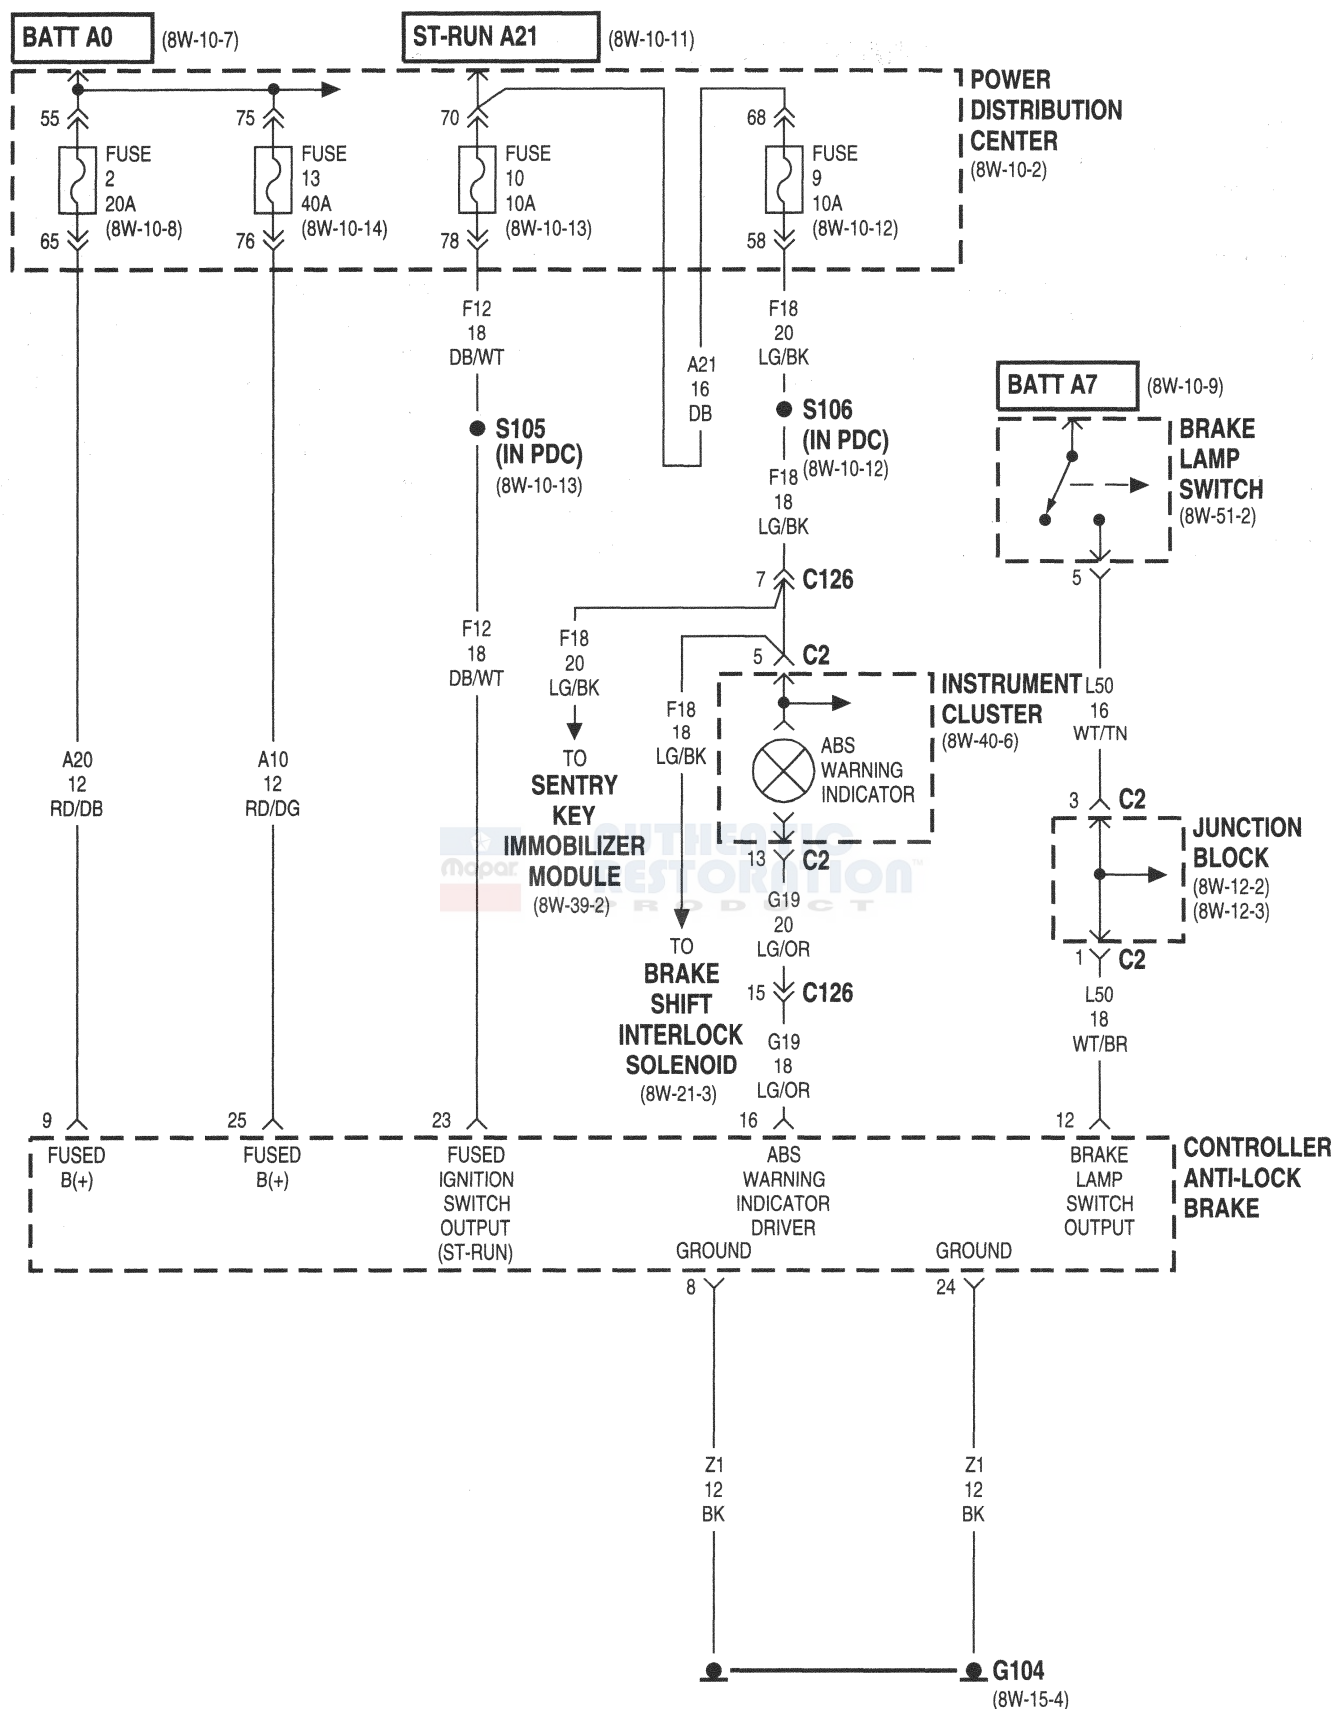 BATT A0
(8W-10-7)
ST-RUN A21
(8W-10-11)
POWER
DISTRIBUTION
CENTER
(8W-10-2)
55
FUSE
2
20A
(8W-10-8)
65
75
FUSE
13
40A
(8W-10-14)
76
70
FUSE
10
10A
(8W-10-13)
78
68
FUSE
9
10A
(8W-10-12)
58
F12
18
DB/WT
A21
16
DB
F18
20
LG/BK
S105
(IN PDC)
(8W-10-13)
S106
(IN PDC)
(8W-10-12)
F18
18
LG/BK
BATT A7
(8W-10-9)
BRAKE
LAMP
SWITCH
(8W-51-2)
5
7
C126
F12
18
DB/WT
F18
20
LG/BK
TO
SENTRY
KEY
IMMOBILIZER
MODULE
(8W-39-2)
F18
18
LG/BK
TO
BRAKE
SHIFT
INTERLOCK
SOLENOID
(8W-21-3)
5
C2
INSTRUMENT
CLUSTER
(8W-40-6)
ABS
WARNING
INDICATOR
13
C2
G19
20
LG/OR
15
C126
G19
18
LG/OR
L50
16
WT/TN
3
C2
JUNCTION
BLOCK
(8W-12-2)
(8W-12-3)
1
C2
L50
18
WT/BR
A20
12
RD/DB
A10
12
RD/DG
Mopar
AUTHENTIC
RESTORATION™
PRODUCT
9
25
23
16
12
FUSED
B(+)
FUSED
B(+)
FUSED
IGNITION
SWITCH
OUTPUT
(ST-RUN)
ABS
WARNING
INDICATOR
DRIVER
BRAKE
LAMP
SWITCH
OUTPUT
CONTROLLER
ANTI-LOCK
BRAKE
GROUND
GROUND
8
24
Z1
12
BK
Z1
12
BK
G104
(8W-15-4)